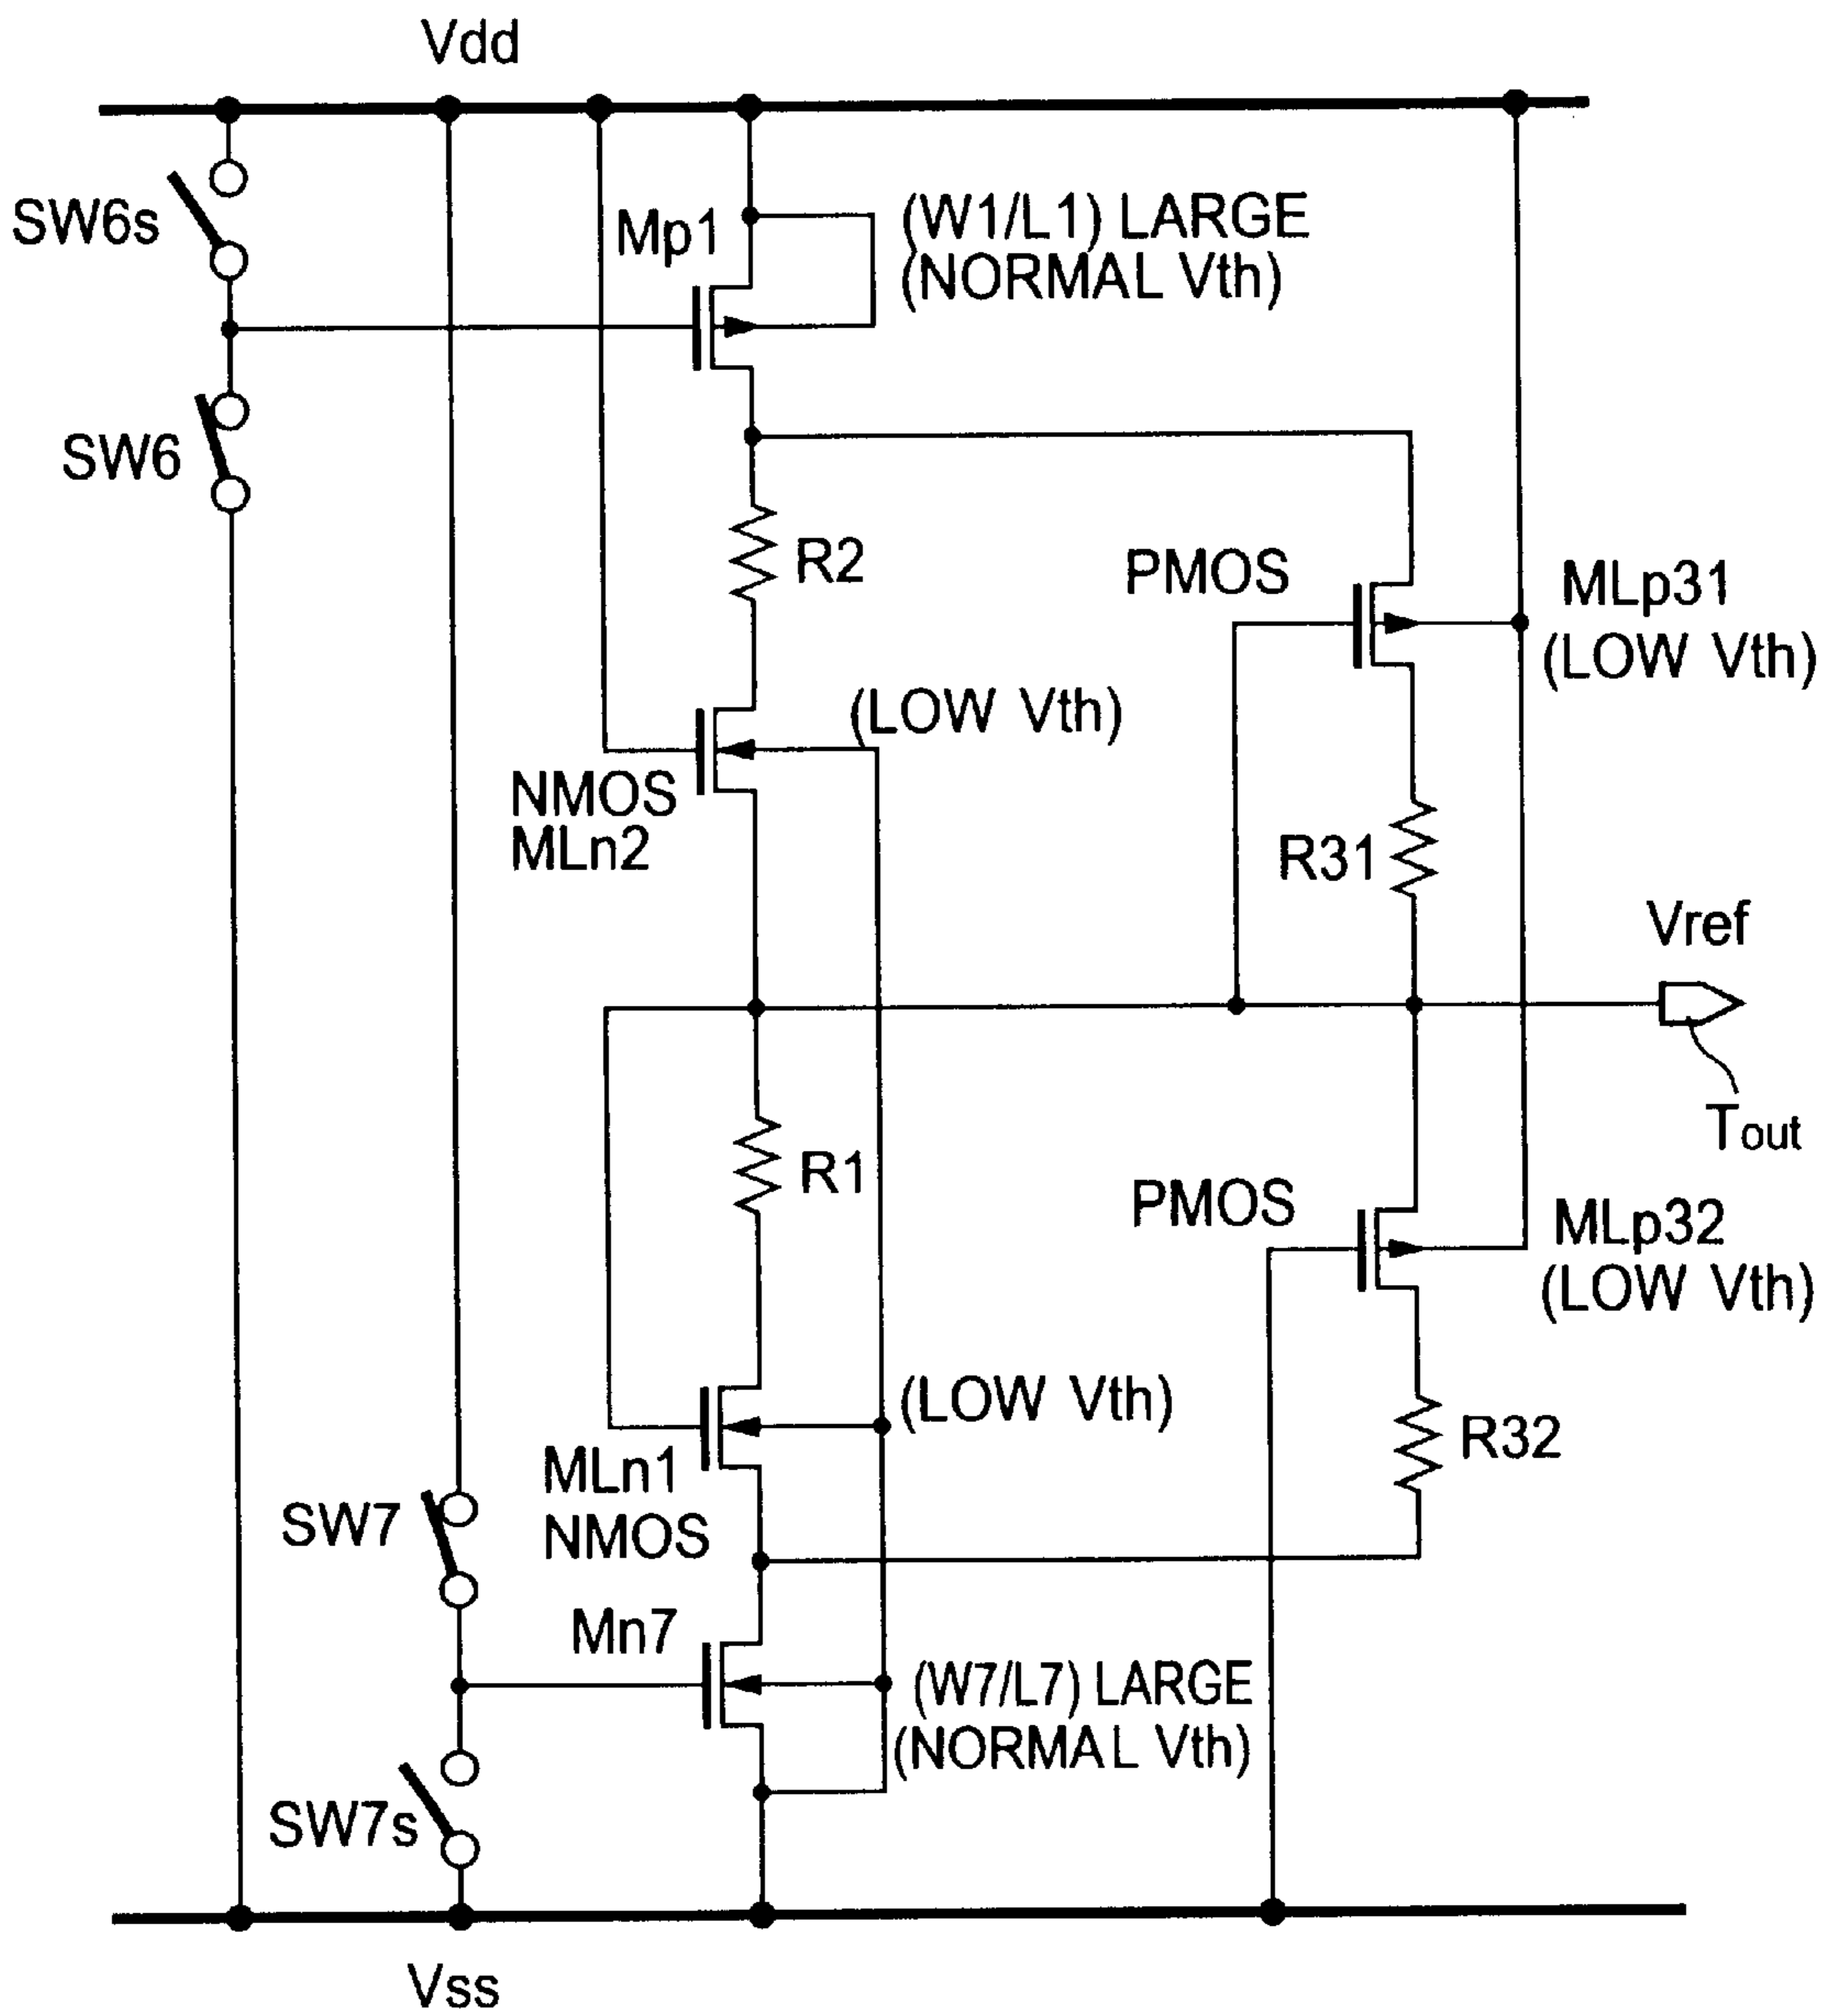 Vdd
SW6s
Mp1
(W1/L1) LARGE
(NORMAL Vth)
SW6
R2
PMOS
MLp31
(LOW Vth)
(LOW Vth)
NMOS
MLn2
R31
Vref
Tout
R1
PMOS
MLp32
(LOW Vth)
(LOW Vth)
R32
MLn1
NMOS
SW7
Mn7
(W7/L7) LARGE
(NORMAL Vth)
SW7s
Vss